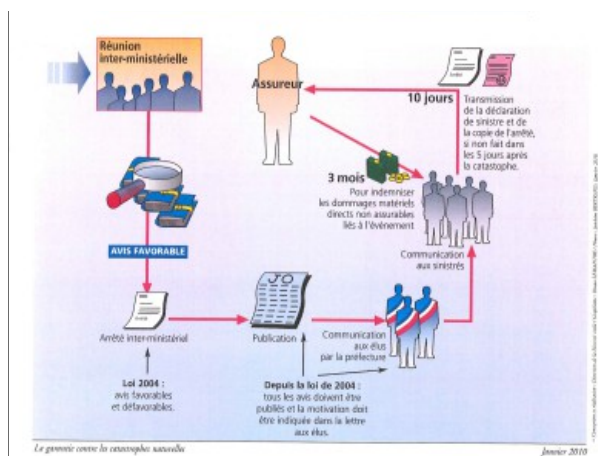 Réunion
inter-ministérielle
Assureur
10 jours
Transmission
de la déclaration
de sinistre et de
la copie de l'arrêté,
si non fait dans
les 5 jours après
la catastrophe.
3 mois
Pour indemniser
les dommages matériels
directs non assurables
liés à l'événement
Communication
aux sinistrés
AVIS FAVORABLE
JO
Arrêté inter-ministériel
Publication
Communication
aux élus
par la préfecture
Loi 2004 :
avis favorables
et défavorables.
Depuis la loi de 2004 :
tous les avis doivent être
publiés et la motivation doit
être indiquée dans la lettre
aux élus.
La garantie contre les catastrophes naturelles
Janvier 2010